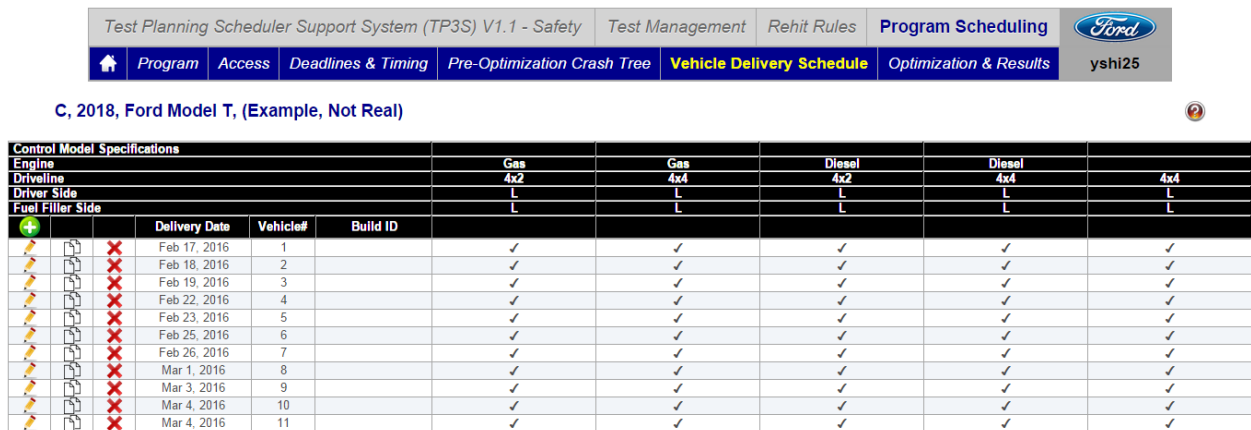 Test Planning Scheduler Support System (TP3S) V1.1 - Safety Test Management Rehit Rules Program Scheduling Ford
Program Access Deadlines & Timing Pre-Optimization Crash Tree Vehicle Delivery Schedule Optimization & Results yshi25
C, 2018, Ford Model T, (Example, Not Real)
Control Model Specifications
Engine Gas Gas Diesel Diesel
Driveline 4x2 4x4 4x2 4x4 4x4
Driver Side L L L L L
Fuel Filler Side L L L L L
Delivery Date Vehicle# Build ID
Feb 17, 2016 1 ✓ ✓ ✓ ✓ ✓
Feb 18, 2016 2 ✓ ✓ ✓ ✓ ✓
Feb 19, 2016 3 ✓ ✓ ✓ ✓ ✓
Feb 22, 2016 4 ✓ ✓ ✓ ✓ ✓
Feb 23, 2016 5 ✓ ✓ ✓ ✓ ✓
Feb 25, 2016 6 ✓ ✓ ✓ ✓ ✓
Feb 26, 2016 7 ✓ ✓ ✓ ✓ ✓
Mar 1, 2016 8 ✓ ✓ ✓ ✓ ✓
Mar 3, 2016 9 ✓ ✓ ✓ ✓ ✓
Mar 4, 2016 10 ✓ ✓ ✓ ✓ ✓
Mar 4, 2016 11 ✓ ✓ ✓ ✓ ✓